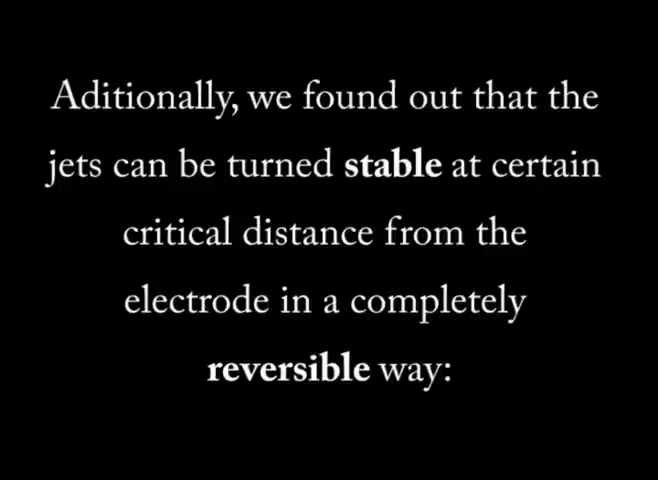 Aditionally, we found out that the
jets can be turned stable at certain
critical distance from the
electrode in a completely
reversible way: